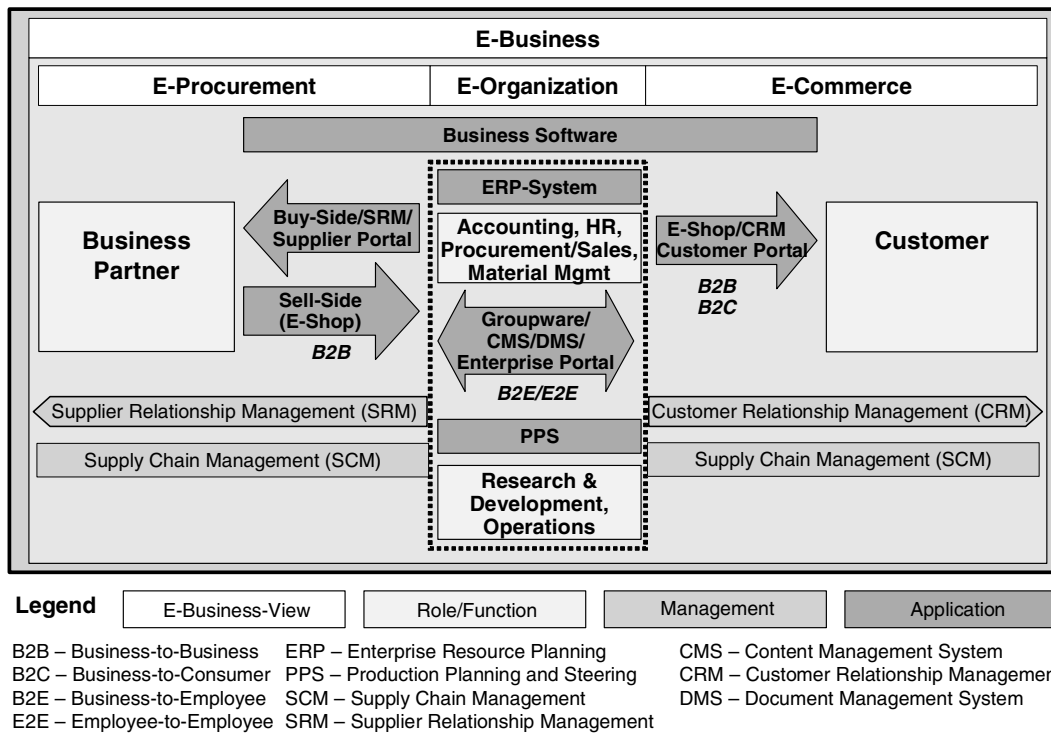 E-Business
E-Procurement
E-Organization
E-Commerce
Business Software
Business
Partner
Buy-Side/SRM/
Supplier Portal
Sell-Side
(E-Shop)
B2B
ERP-System
Accounting, HR,
Procurement/Sales,
Material Mgmt
Groupware/
CMS/DMS/
Enterprise Portal
B2E/E2E
E-Shop/CRM
Customer Portal
B2B
B2C
Customer
Supplier Relationship Management (SRM)
Customer Relationship Management (CRM)
Supply Chain Management (SCM)
PPS
Supply Chain Management (SCM)
Research &
Development,
Operations
Legend
E-Business-View
Role/Function
Management
Application
B2B – Business-to-Business
B2C – Business-to-Consumer
B2E – Business-to-Employee
E2E – Employee-to-Employee
ERP – Enterprise Resource Planning
PPS – Production Planning and Steering
SCM – Supply Chain Management
SRM – Supplier Relationship Management
CMS – Content Management System
CRM – Customer Relationship Management
DMS – Document Management System